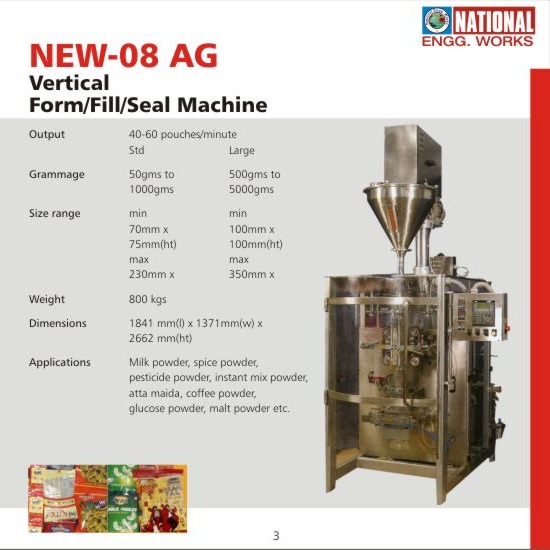 NATIONAL
ENGG. WORKS
NEW-08 AG
Vertical
Form/Fill/Seal Machine
Output 40-60 pouches/minute
Std Large
Grammage 50gms to 500gms to
1000gms 5000gms
Size range min min
70mm x 100mm x
75mm(ht) 100mm(ht)
max max
230mm x 350mm x
Weight 800 kgs
Dimensions 1841 mm(l) x 1371mm(w) x
2662 mm(ht)
Applications Milk powder, spice powder,
pesticide powder, instant mix powder,
atta maida, coffee powder,
glucose powder, malt powder etc.
3